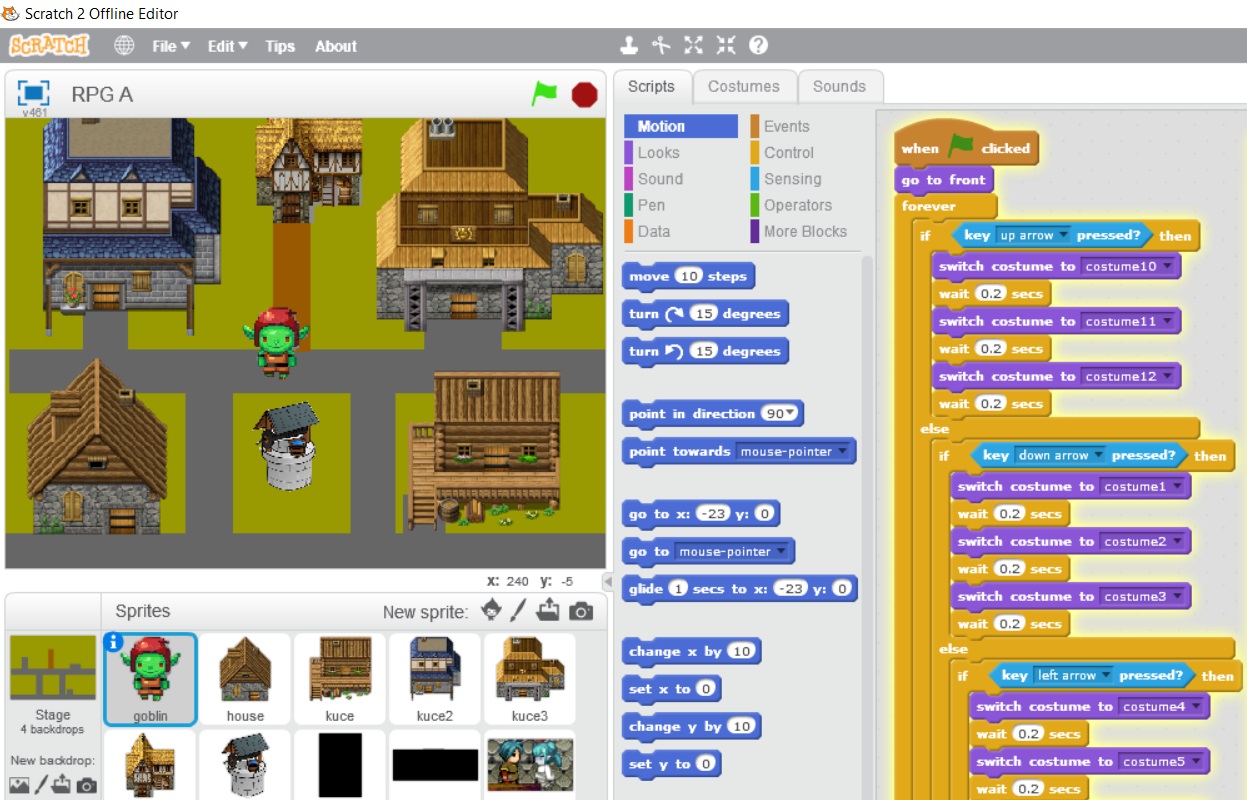 Scratch 2 Offline Editor
SCRATCH File Edit Tips About
RPG A
v461
Scripts Costumes Sounds
Motion Events
Looks Control
Sound Sensing
Pen Operators
Data More Blocks
move 10 steps
turn 15 degrees
turn 15 degrees
point in direction 90
point towards mouse-pointer
go to x: -23 y: 0
go to mouse-pointer
glide 1 secs to x: -23 y: 0
change x by 10
set x to 0
change y by 10
set y to 0
when clicked
go to front
forever
if key up arrow pressed? then
switch costume to costume10
wait 0.2 secs
switch costume to costume11
wait 0.2 secs
switch costume to costume12
wait 0.2 secs
else
if key down arrow pressed? then
switch costume to costume1
wait 0.2 secs
switch costume to costume2
wait 0.2 secs
switch costume to costume3
wait 0.2 secs
else
if key left arrow pressed? then
switch costume to costume4
wait 0.2 secs
switch costume to costume5
wait 0.2 secs
x: 240 y: -5
Sprites New sprite:
Stage
4 backdrops
New backdrop:
goblin house kuce kuce2 kuce3